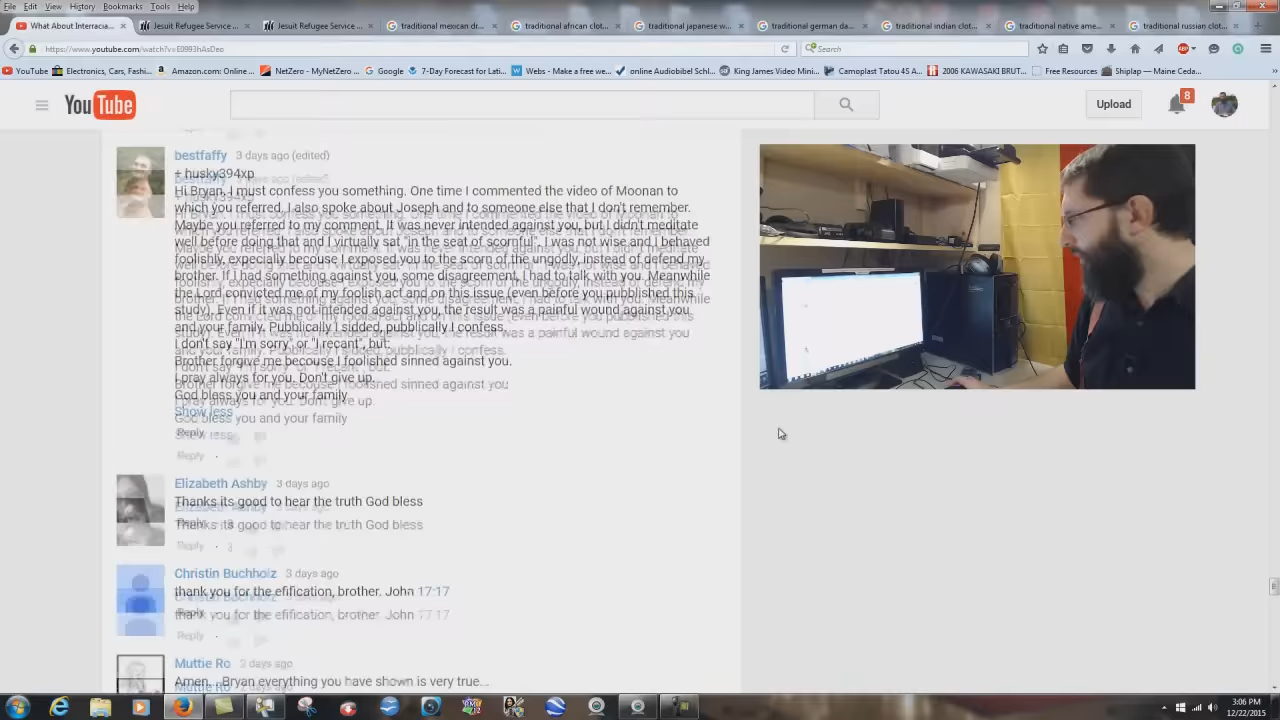 File Edit View History Bookmarks Tools Help
What About Interracia...
Jesuit Refugee Service ...
Jesuit Refugee Service ...
traditional mexican dr...
traditional african clot...
traditional japanese w...
traditional german da...
traditional indian clot...
traditional native ame...
traditional russian clot...
Search
YouTube
Electronics, Cars, Fashi...
Amazon.com: Online ...
NetZero - MyNetZero ...
Google
7-Day Forecast for Lati...
Webs - Make a free we...
online Audiobibel Schl...
King James Video Mini...
Camoplast Tatou 4S A...
2006 KAWASAKI BRUT...
Free Resources
Shiplap — Maine Ceda...
YouTube
Upload
8
bestfaffy 3 days ago (edited)
+ husky394xp
Hi Bryan, I must confess you something. One time I commented the video of Moonan to
which you referred. I also spoke about Joseph and to someone else that I don't remember.
Maybe you referred to my comment. It was never intended against you, but I didn't meditate
well before doing that and I virtually sat "in the seat of scornful". I was not wise and I behaved
foolishly, expecially becouse I exposed you to the scorn of the ungodly, instead of defend my
brother. If I had something against you, some disagreement, I had to talk with you. Meanwhile
the Lord convicted me of my foolish act and on this issue (even before you published this
study). Even if it was not intended against you, the result was a painful wound against you
and your family. Pubblically I sidded, pubblically I confess.
I don't say "I'm sorry" or "I recant", but:
Brother forgive me becouse I foolished sinned against you.
I pray always for you. Don't give up.
God bless you and your family
Show less
Reply
Elizabeth Ashby 3 days ago
Thanks its good to hear the truth God bless
Reply
Christin Buchholz 3 days ago
thank you for the efification, brother. John 17:17
Reply
Muttie Ro 2 days ago
Amen... Bryan everything you have shown is very true...
3:06 PM
12/22/2015